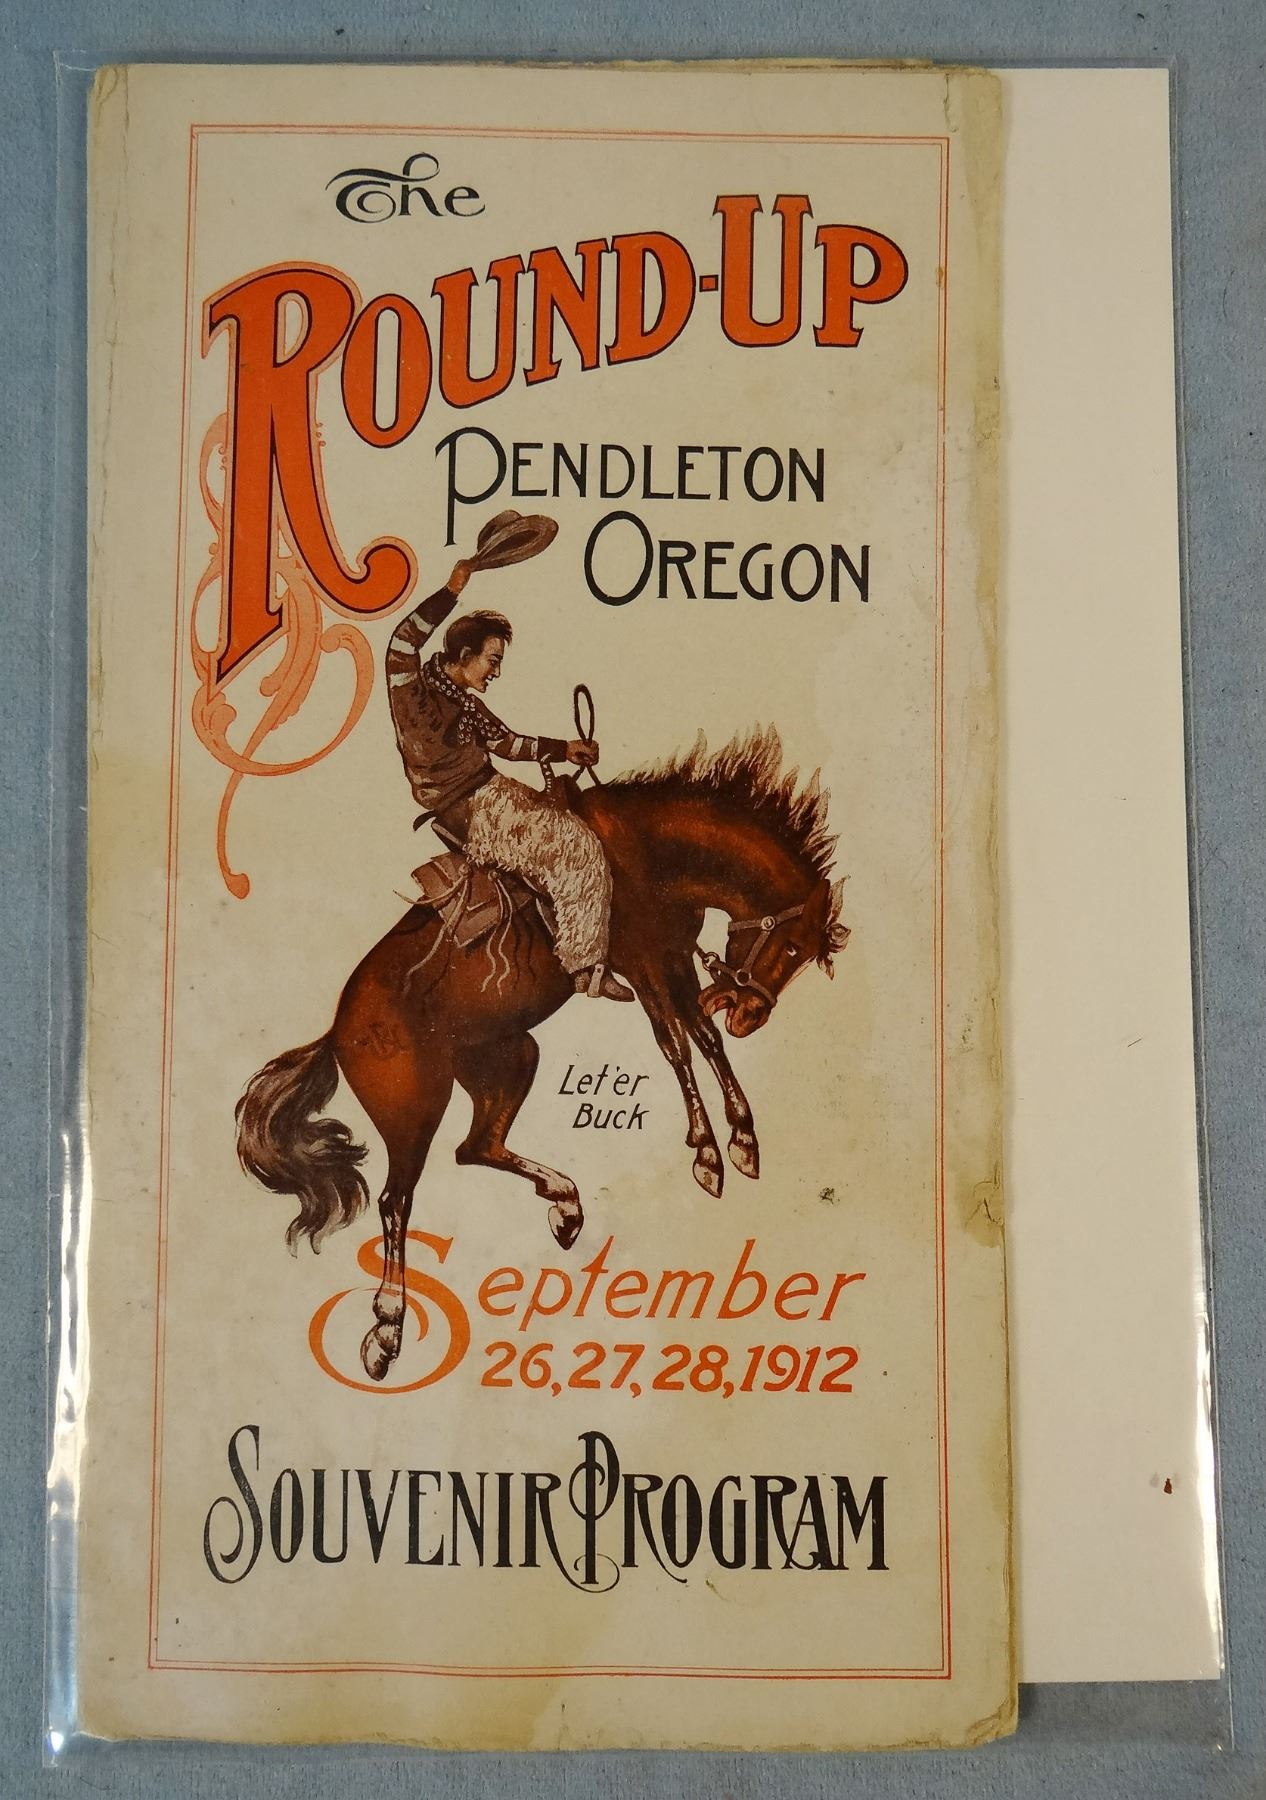 The
ROUND-UP
PENDLETON
OREGON
Let'er
Buck
September
26, 27, 28, 1912
SOUVENIR PROGRAM